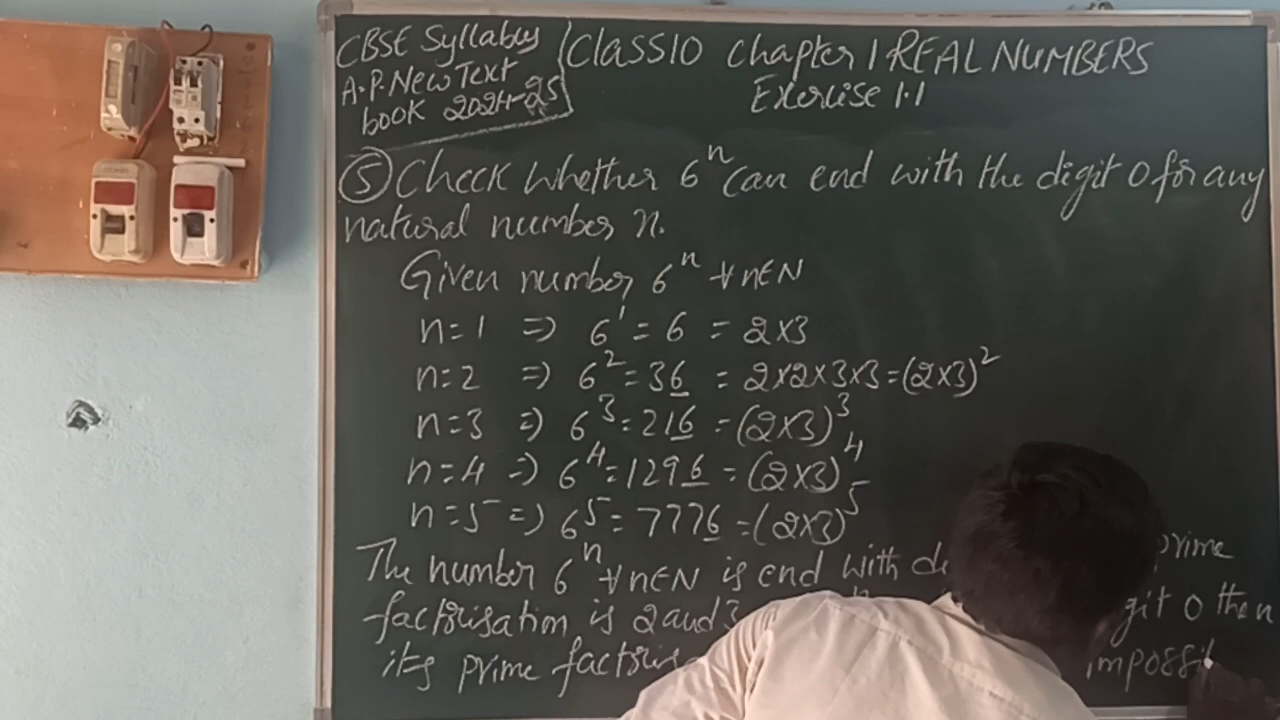 CBSE Syllabus
A.P. New Text
book 2024-25
Class10 Chapter 1 REAL NUMBERS
Exercise 1.1
⑤ Check whether 6ⁿ can end with the digit 0 for any
natural number n.
Given number 6ⁿ ∀ n∈N
n=1 => 6¹ = 6 = 2×3
n=2 => 6² = 36 = 2×2×3×3 = (2×3)²
n=3 => 6³ = 216 = (2×3)³
n=4 => 6⁴ = 1296 = (2×3)⁴
n=5 => 6⁵ = 7776 = (2×3)⁵
The number 6ⁿ ∀ n∈N is end with prime
factorisation is 2 and 3 0 then
its prime